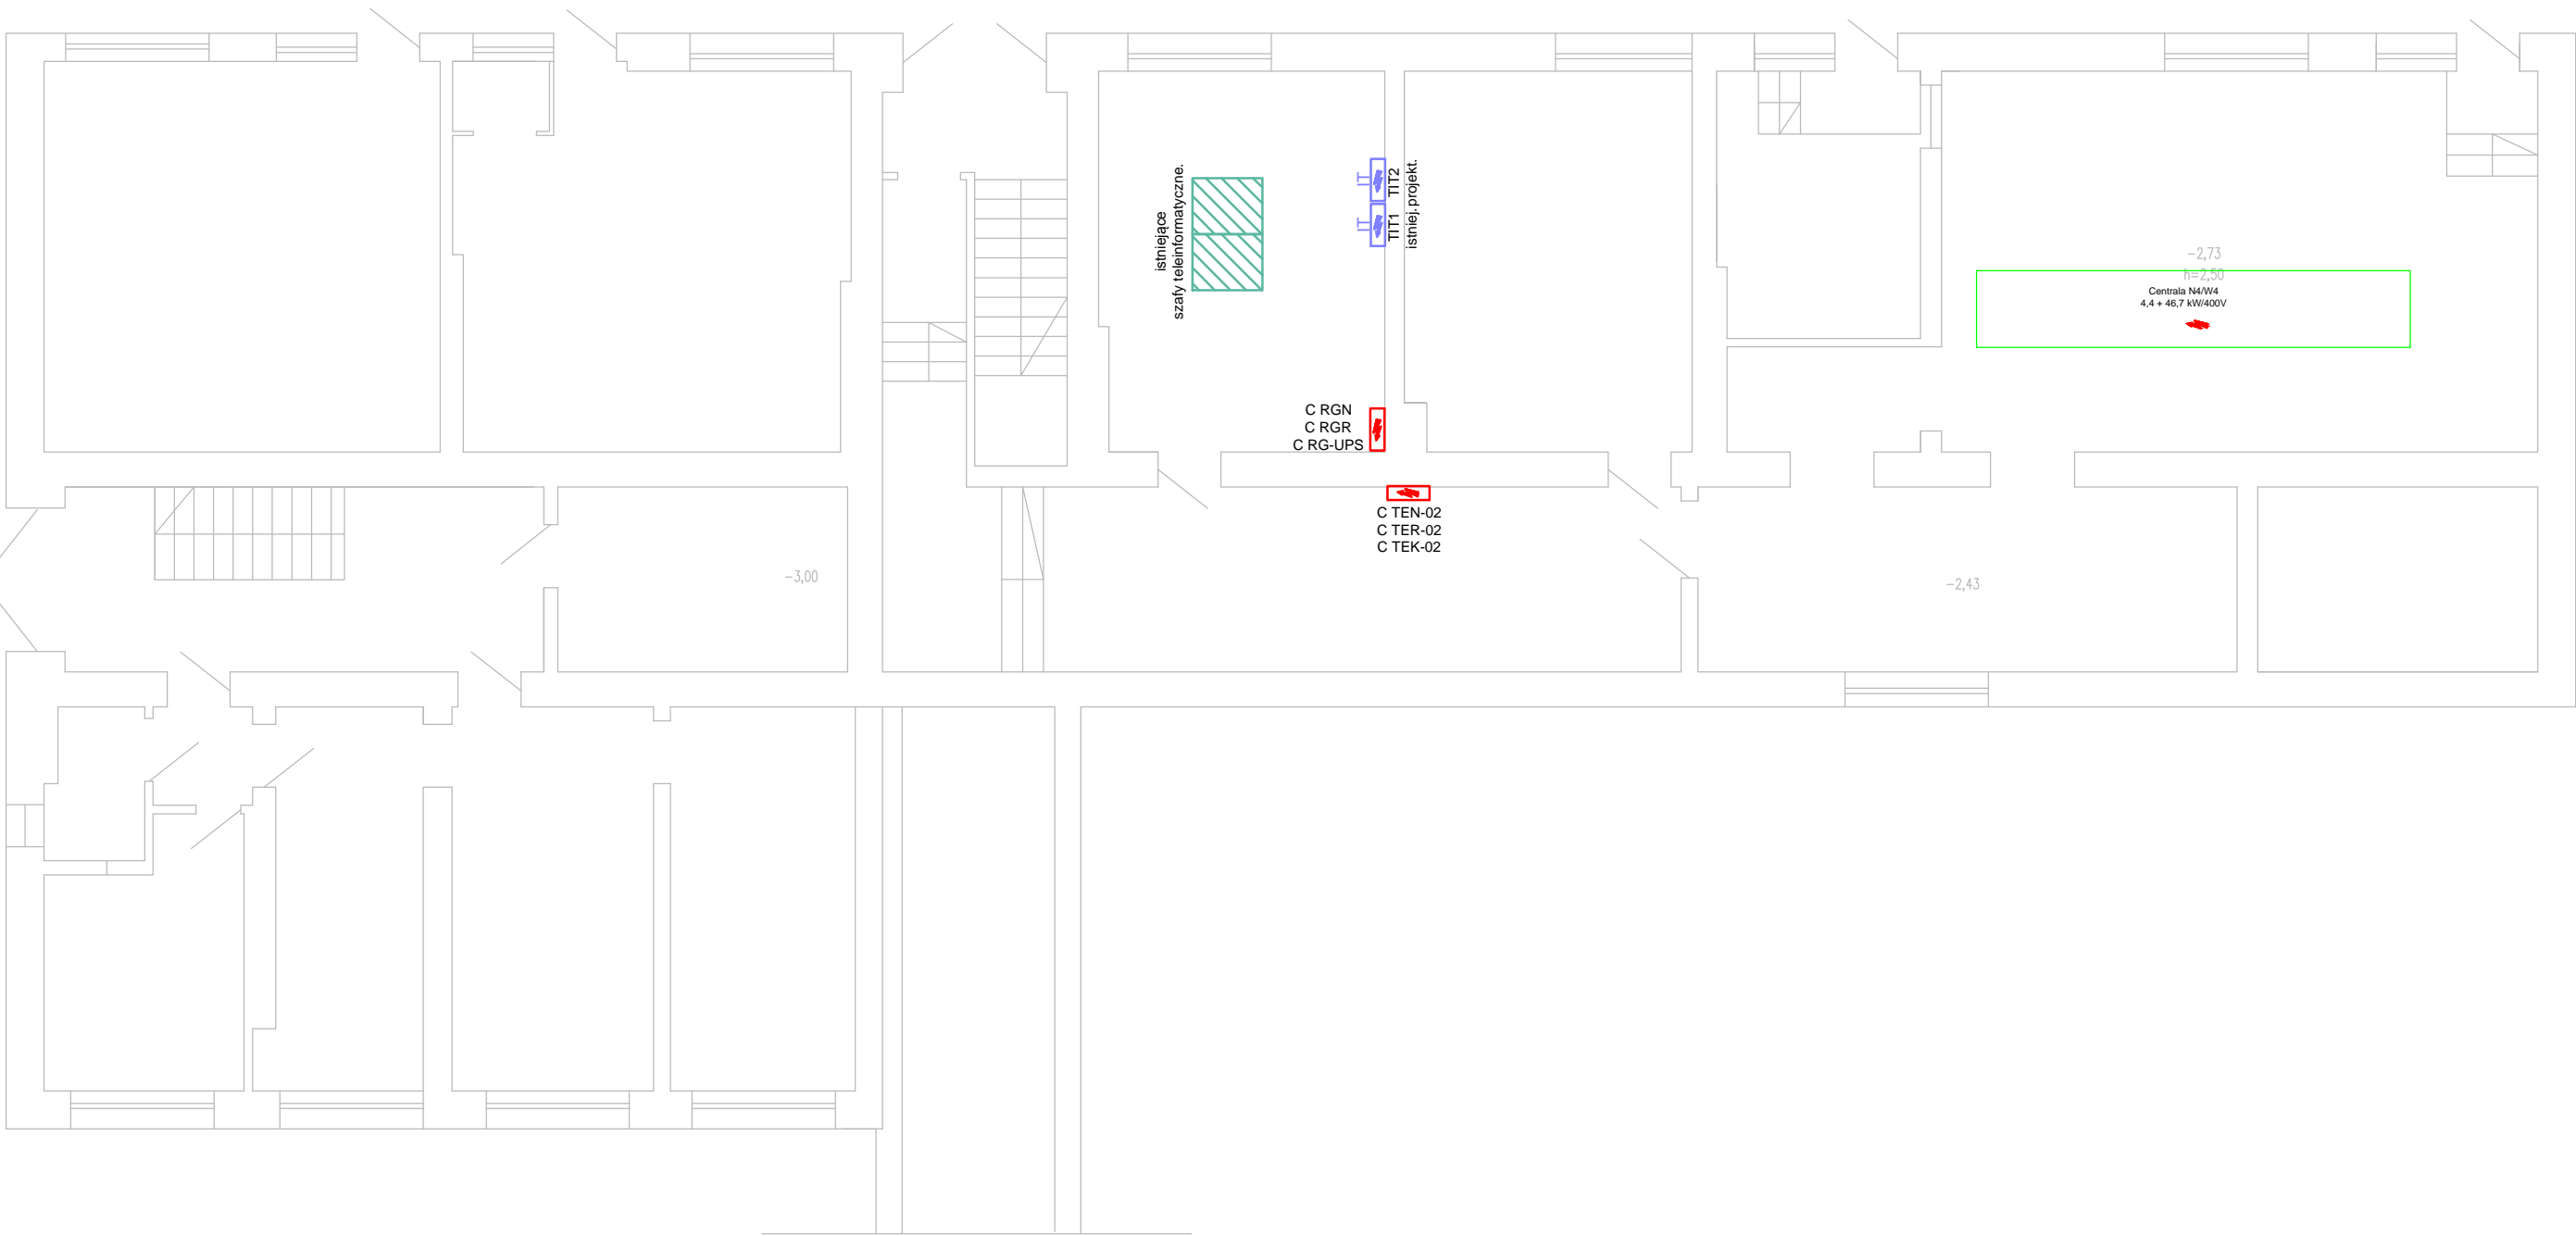 istniejące
szafy teleinformatyczne.
TIT2
TIT1
istniej.projekt.
-2,73
h=2,50
Centrala N4/W4
4,4 + 46,7 kW/400V
C RGN
C RGR
C RG-UPS
C TEN-02
C TER-02
C TEK-02
-3,00
-2,43